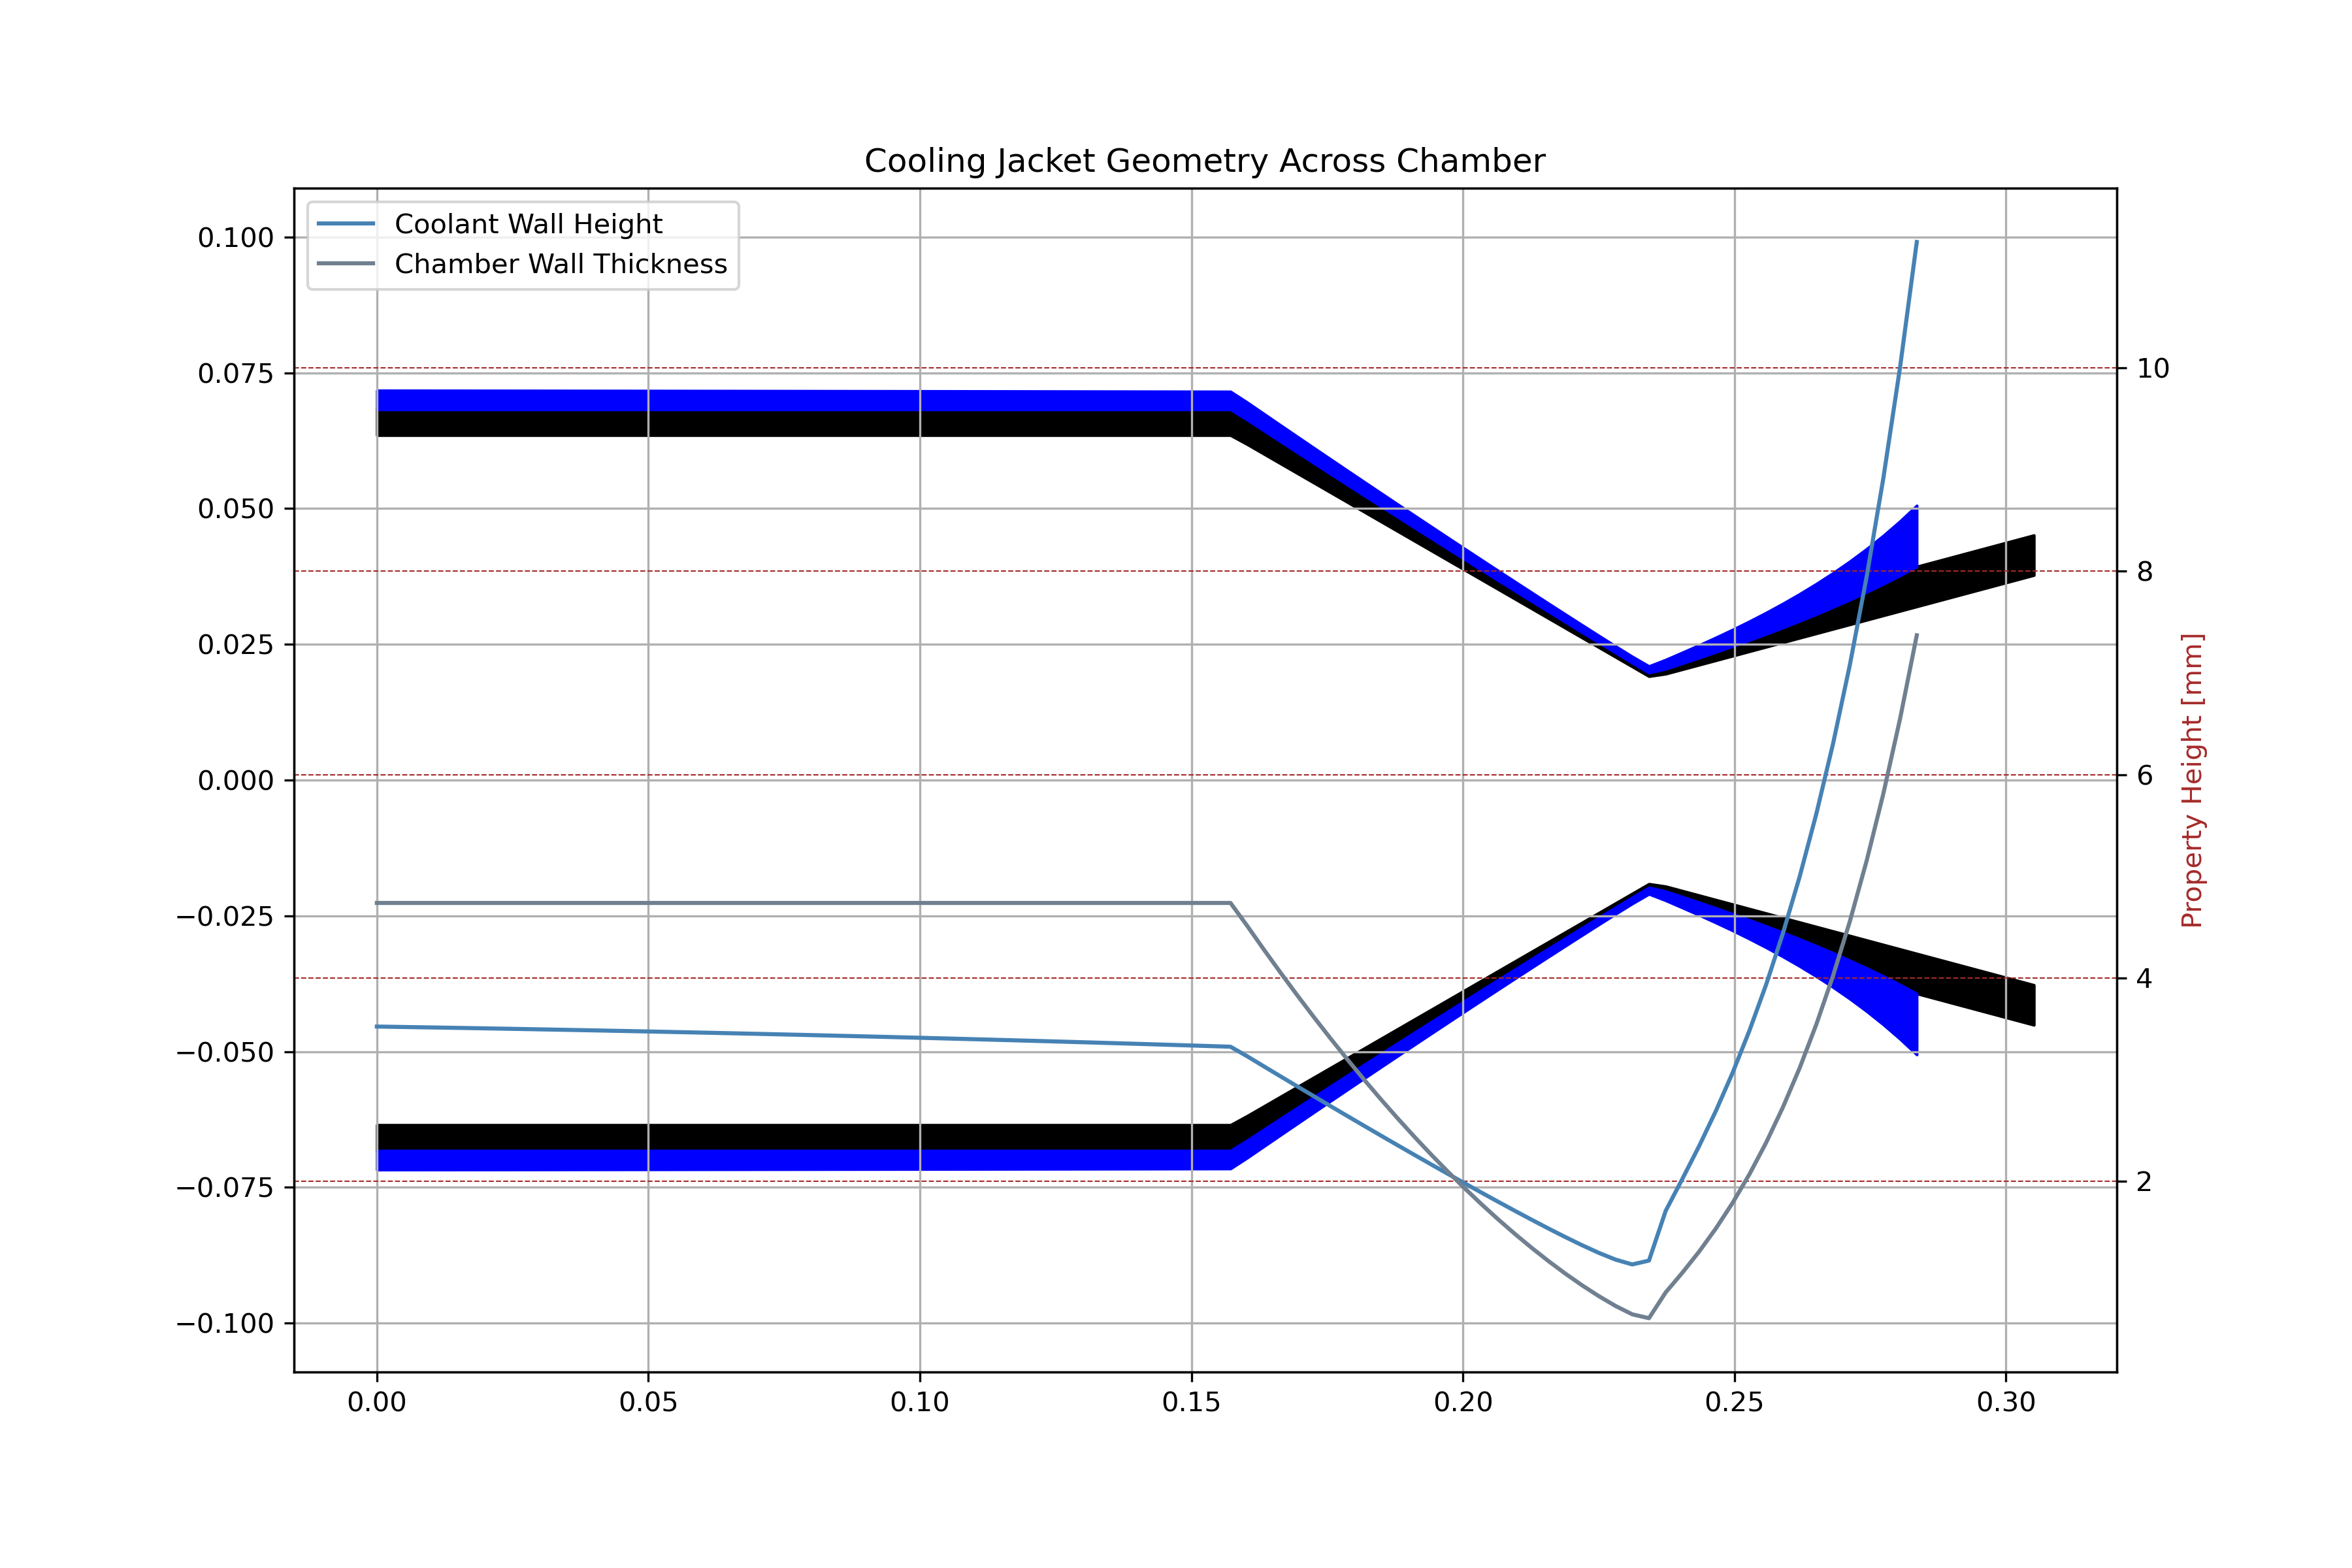 Cooling Jacket Geometry Across Chamber
Coolant Wall Height
Chamber Wall Thickness
0.100
0.075
0.050
0.025
0.000
−0.025
−0.050
−0.075
−0.100
10
8
6
4
2
Property Height [mm]
0.00 0.05 0.10 0.15 0.20 0.25 0.30